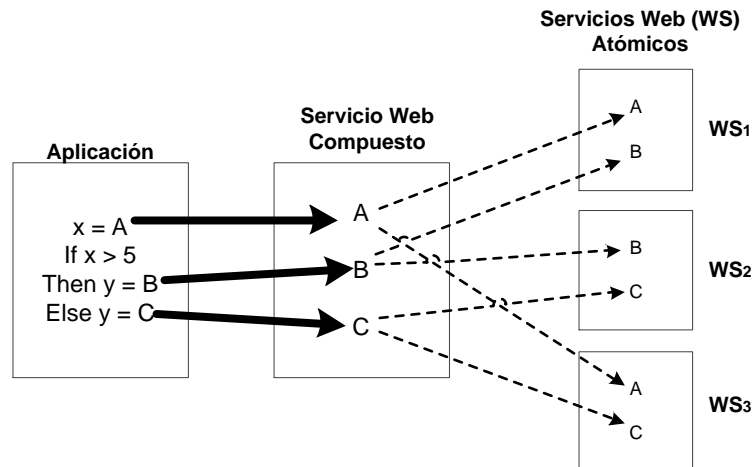 Servicios Web (WS)
Atómicos
Servicio Web
Compuesto
Aplicación
x = A
If x > 5
Then y = B
Else y = C
A
B
C
A
B
WS1
B
C
WS2
A
C
WS3